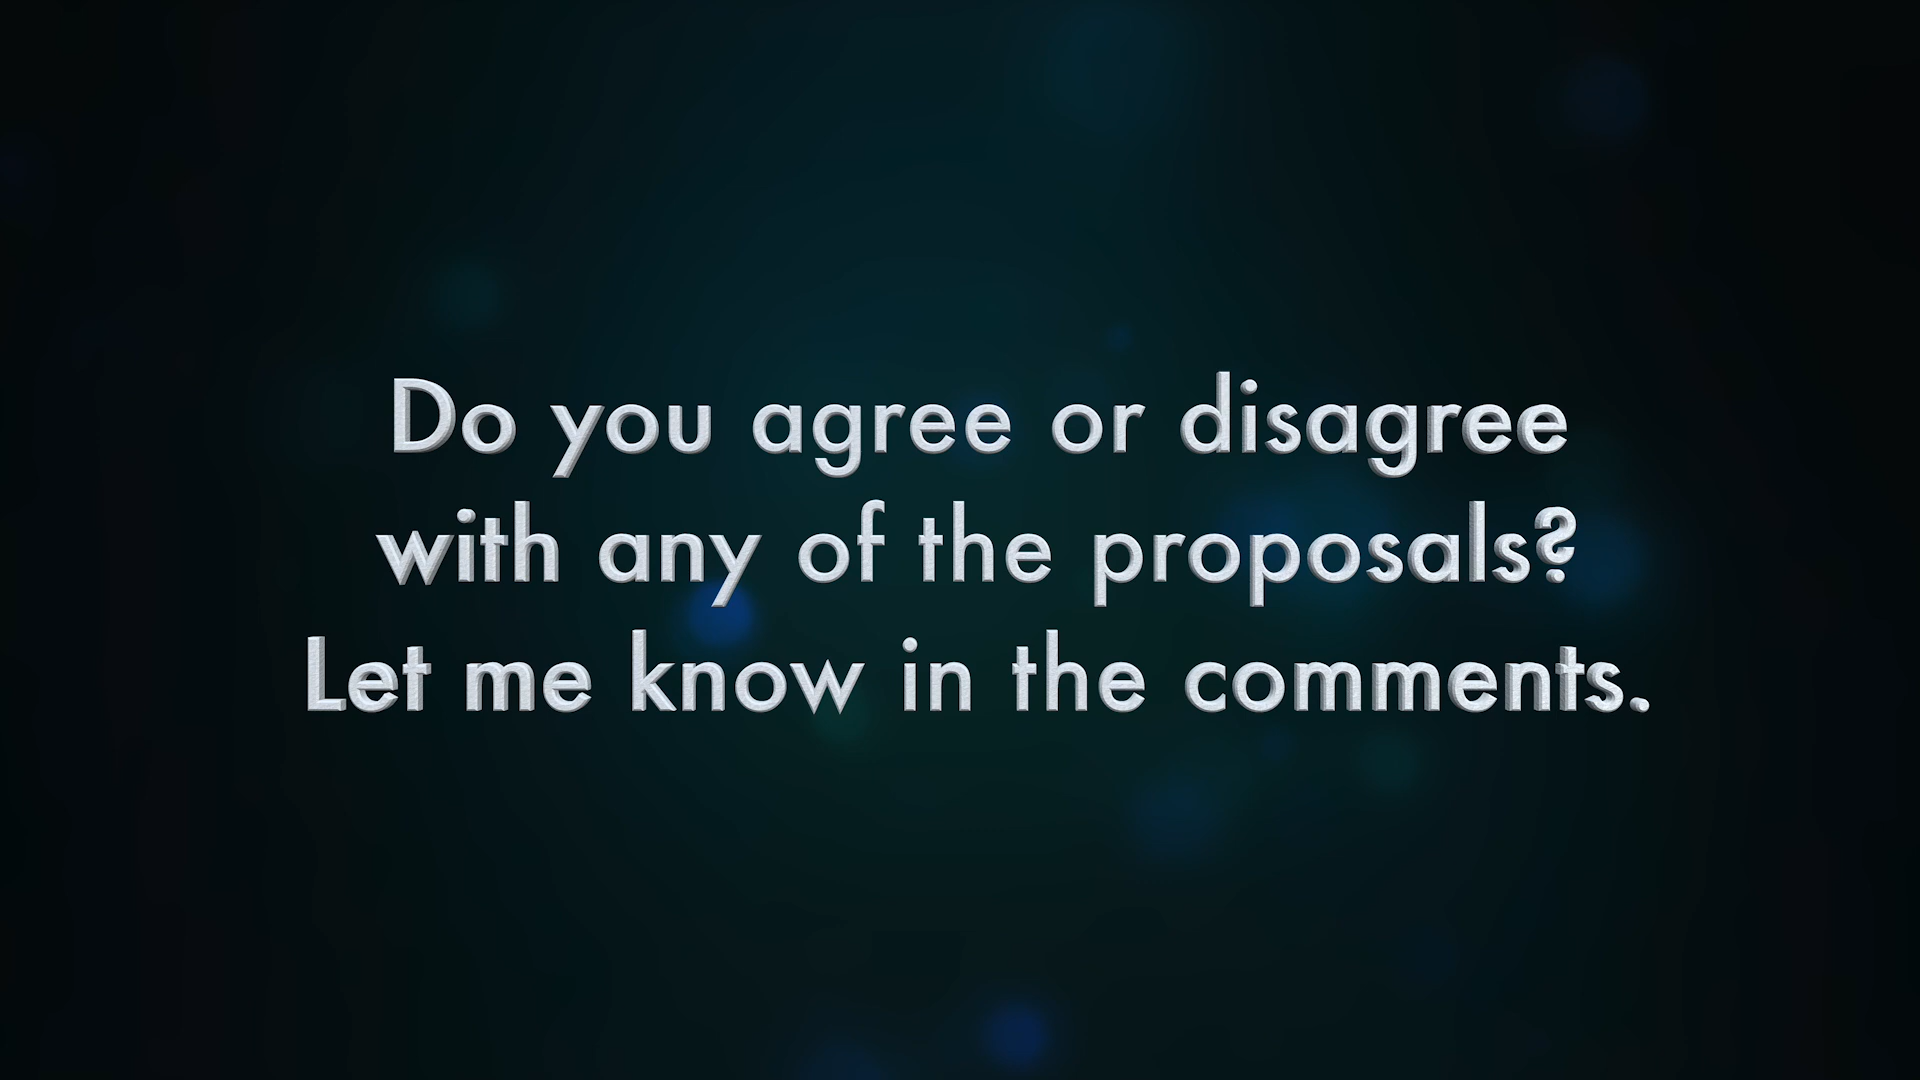 Do you agree or disagree
with any of the proposals?
Let me know in the comments.